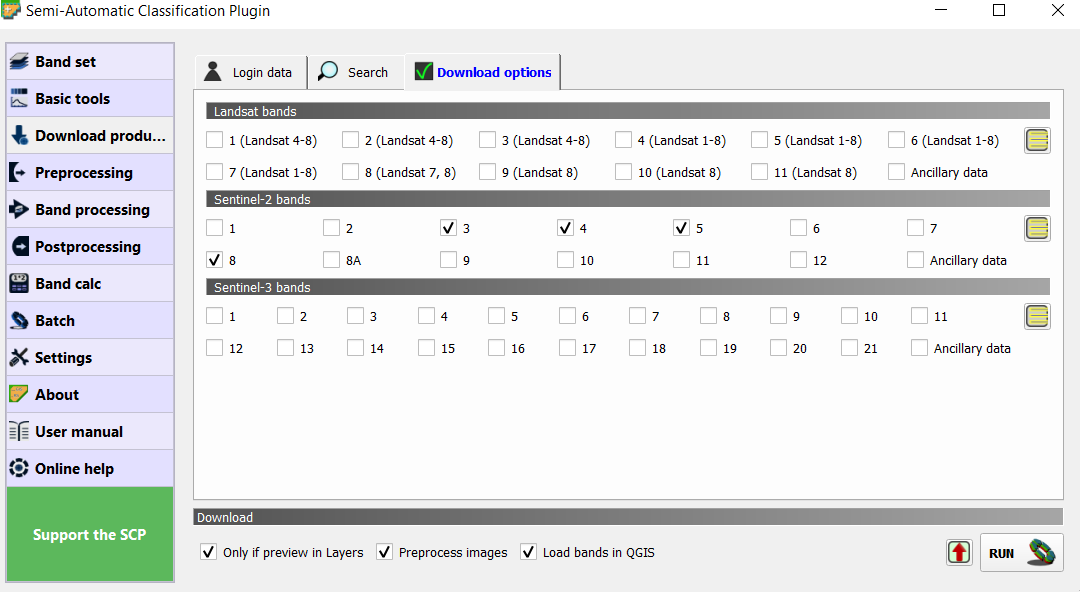 Semi-Automatic Classification Plugin
Band set
Basic tools
Download produ...
Preprocessing
Band processing
Postprocessing
Band calc
Batch
Settings
About
User manual
Online help
Support the SCP
Login data Search Download options
Landsat bands
1 (Landsat 4-8) 2 (Landsat 4-8) 3 (Landsat 4-8) 4 (Landsat 1-8) 5 (Landsat 1-8) 6 (Landsat 1-8)
7 (Landsat 1-8) 8 (Landsat 7, 8) 9 (Landsat 8) 10 (Landsat 8) 11 (Landsat 8) Ancillary data
Sentinel-2 bands
1 2 3 4 5 6 7
8 8A 9 10 11 12 Ancillary data
Sentinel-3 bands
1 2 3 4 5 6 7 8 9 10 11
12 13 14 15 16 17 18 19 20 21 Ancillary data
Download
Only if preview in Layers Preprocess images Load bands in QGIS RUN